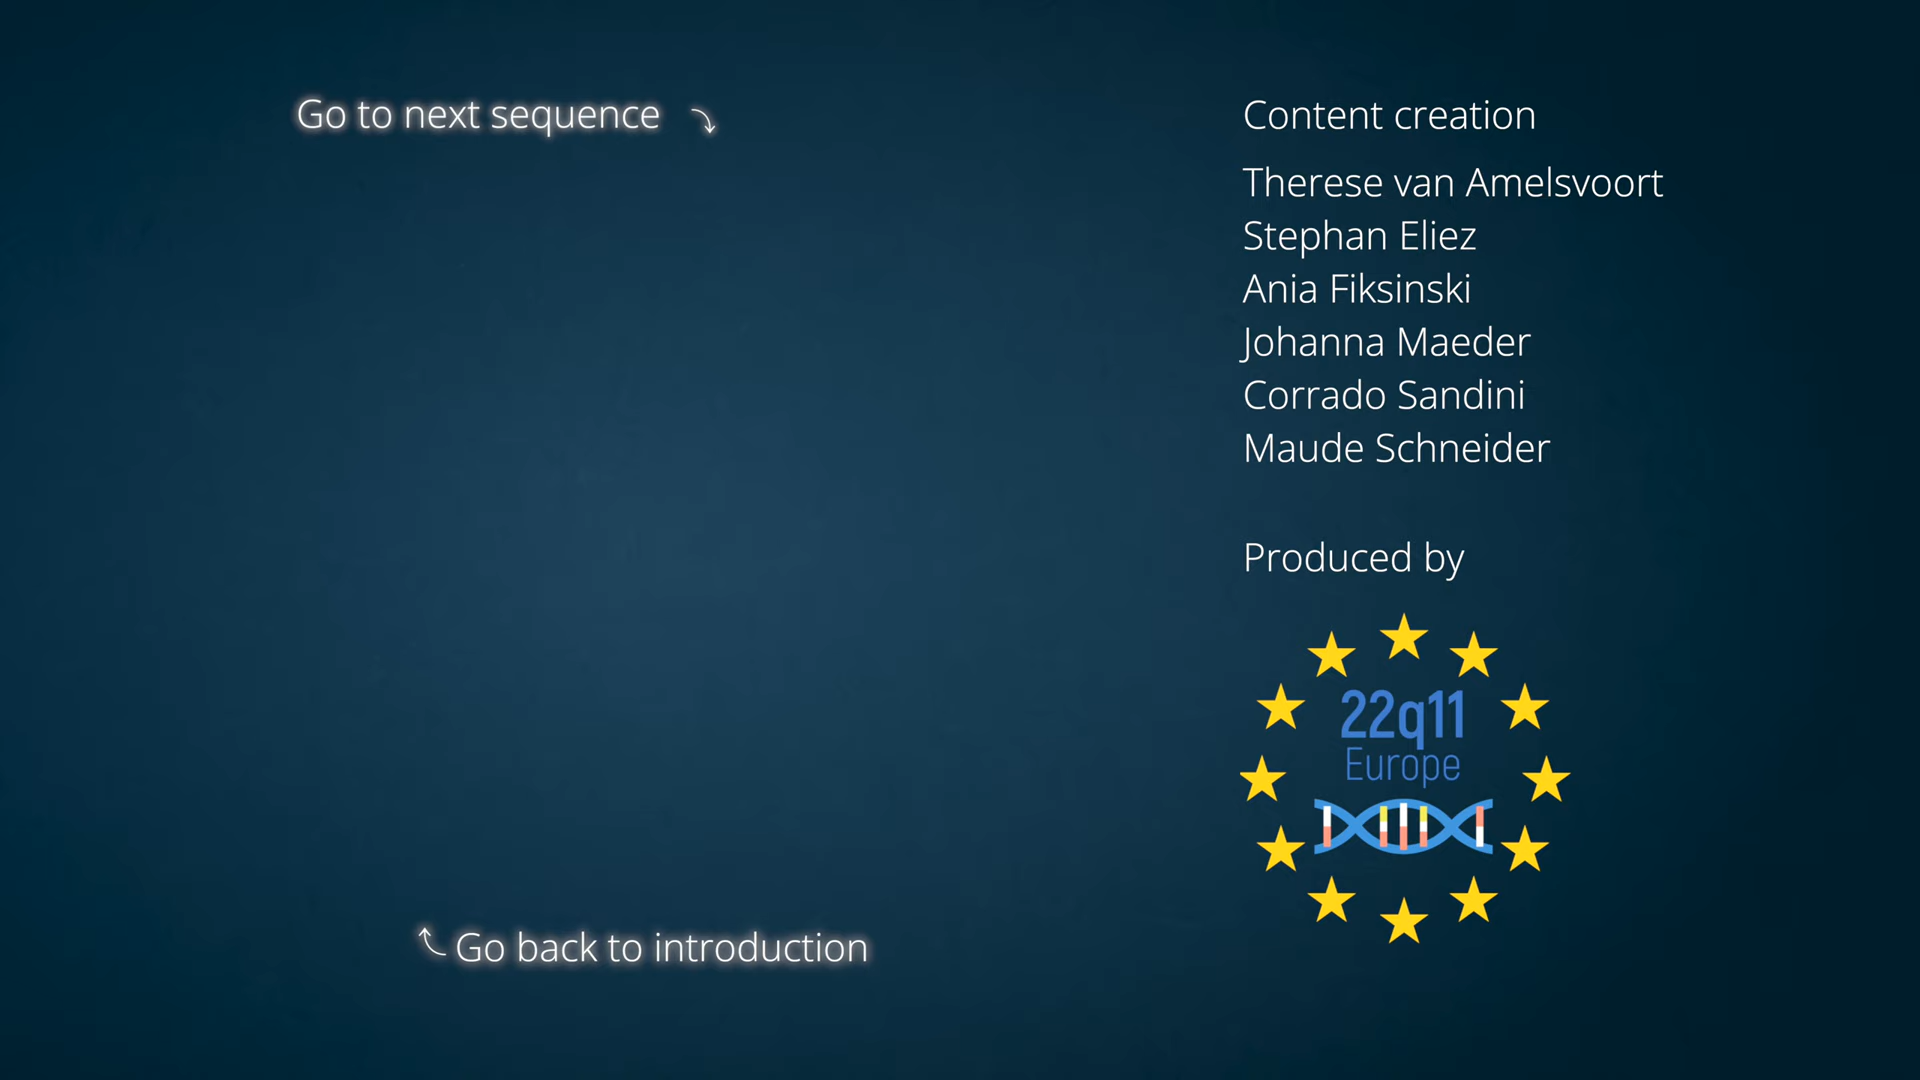 Go to next sequence
Content creation
Therese van Amelsvoort
Stephan Eliez
Ania Fiksinski
Johanna Maeder
Corrado Sandini
Maude Schneider
Produced by
22q11
Europe
Go back to introduction